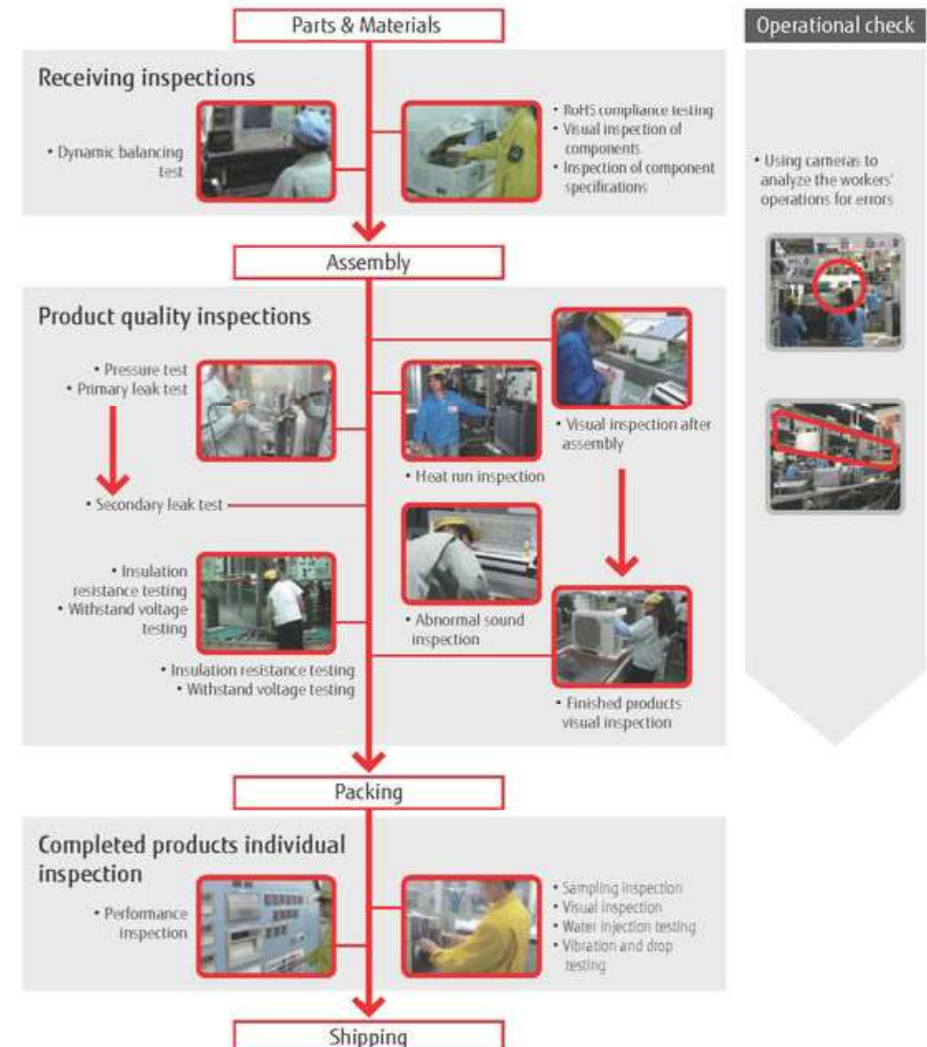 Parts & Materials
Operational check
Receiving inspections
• Dynamic balancing
test
• RoHS compliance testing
• Visual inspection of
components
• Inspection of component
specifications
• Using cameras to
analyze the workers'
operations for errors
Assembly
Product quality inspections
• Pressure test
• Primary leak test
• Secondary leak test
• Heat run inspection
• Visual inspection after
assembly
• Insulation
resistance testing
• Withstand voltage
testing
• Abnormal sound
inspection
• Insulation resistance testing
• Withstand voltage testing
• Finished products
visual inspection
Packing
Completed products individual
inspection
• Performance
inspection
• Sampling inspection
• Visual inspection
• Water injection testing
• Vibration and drop
testing
Shipping